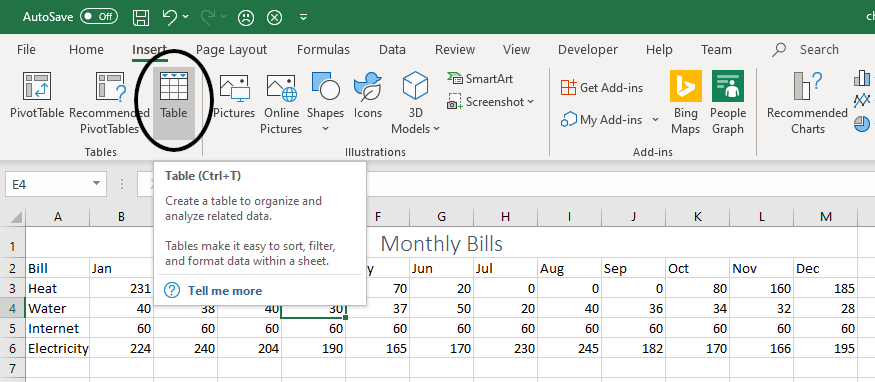 AutoSave Off ch
File Home Insert Page Layout Formulas Data Review View Developer Help Team Search
PivotTable Recommended PivotTables Table Pictures Online Pictures Shapes Icons 3D Models SmartArt Screenshot Get Add-ins My Add-ins Bing Maps People Graph Recommended Charts
Tables Illustrations Add-ins
E4
Table (Ctrl+T)
Create a table to organize and
analyze related data.
Tables make it easy to sort, filter,
and format data within a sheet.
Tell me more
A B F G H I J K L M
1 Monthly Bills
2 Bill Jan y Jun Jul Aug Sep Oct Nov Dec
3 Heat 231 70 20 0 0 0 80 160 185
4 Water 40 38 40 30 37 50 20 40 36 34 32 28
5 Internet 60 60 60 60 60 60 60 60 60 60 60 60
6 Electricity 224 240 204 190 165 170 230 245 182 170 166 195
7